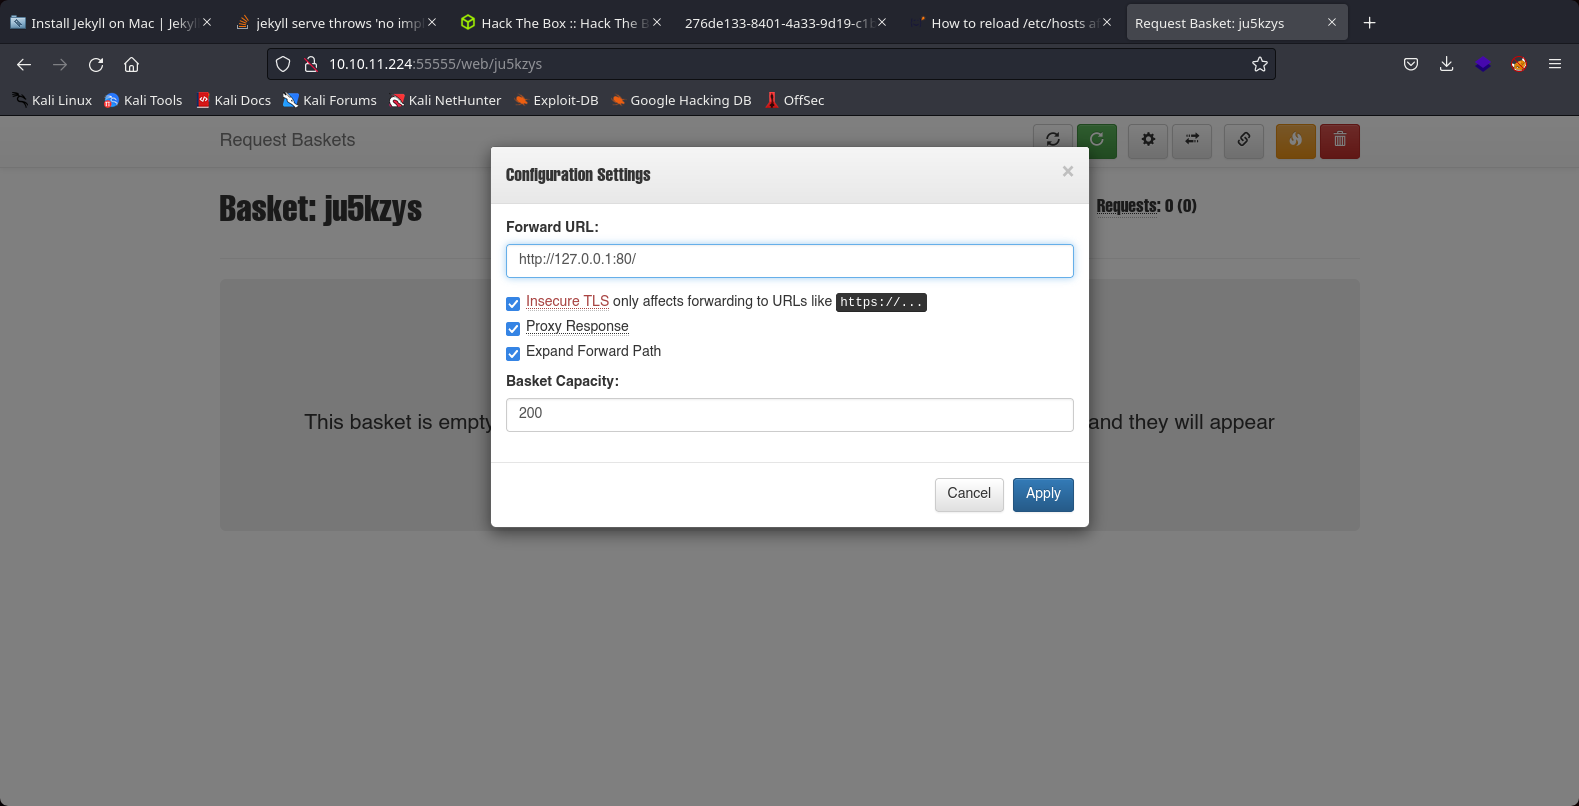 Install Jekyll on Mac | Jekyl
jekyll serve throws 'no impl
Hack The Box :: Hack The B
276de133-8401-4a33-9d19-c1b
How to reload /etc/hosts a
Request Basket: ju5kzys
10.10.11.224:55555/web/ju5kzys
Kali Linux
Kali Tools
Kali Docs
Kali Forums
Kali NetHunter
Exploit-DB
Google Hacking DB
OffSec
Request Baskets
Configuration Settings
×
Basket: ju5kzys
Requests: 0 (0)
Forward URL:
http://127.0.0.1:80/
Insecure TLS only affects forwarding to URLs like https://...
Proxy Response
Expand Forward Path
Basket Capacity:
200
This basket is empty
and they will appear
Cancel
Apply